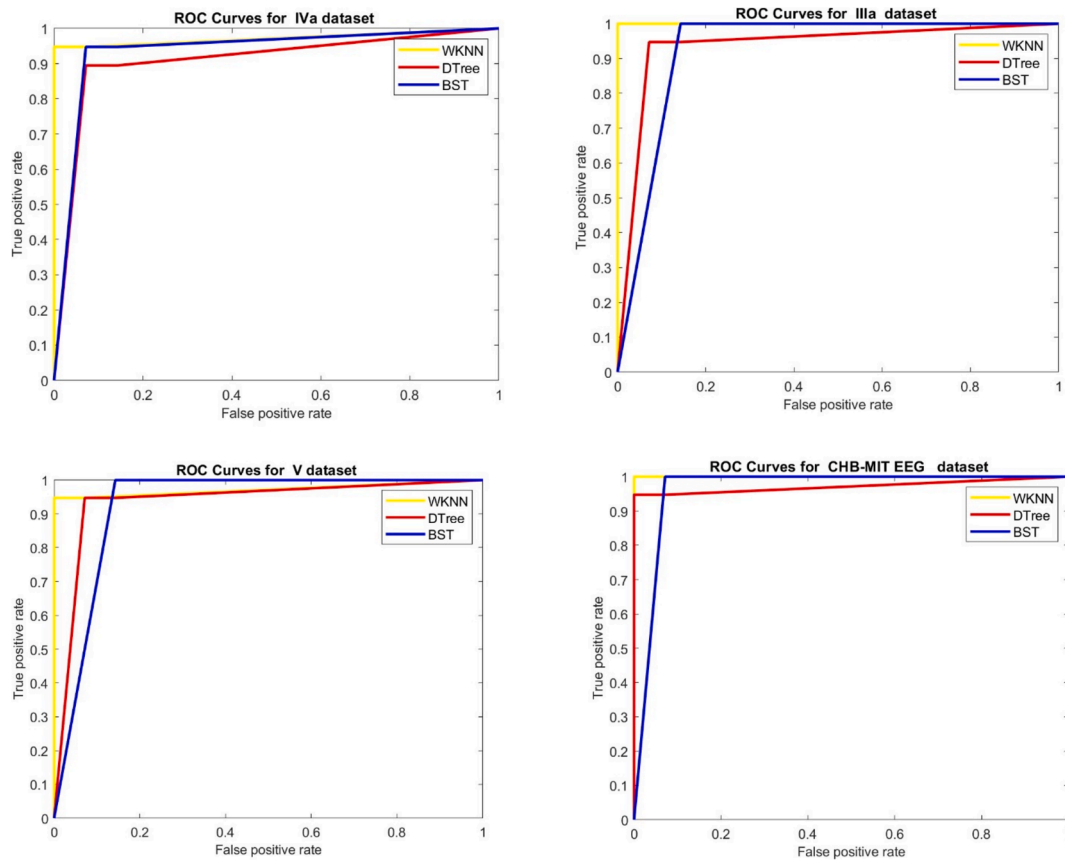 ROC Curves for IVa dataset
1
0.9
0.8
0.7
0.6
0.5
0.4
0.3
0.2
0.1
0
True positive rate
WKNN
DTree
BST
0 0.2 0.4 0.6 0.8 1
False positive rate
ROC Curves for IIIa dataset
1
0.9
0.8
0.7
0.6
0.5
0.4
0.3
0.2
0.1
0
True positive rate
WKNN
DTree
BST
0 0.2 0.4 0.6 0.8 1
False positive rate
ROC Curves for V dataset
1
0.9
0.8
0.7
0.6
0.5
0.4
0.3
0.2
0.1
0
True positive rate
WKNN
DTree
BST
0 0.2 0.4 0.6 0.8 1
False positive rate
ROC Curves for CHB-MIT EEG dataset
1
0.9
0.8
0.7
0.6
0.5
0.4
0.3
0.2
0.1
0
True positive rate
WKNN
DTree
BST
0 0.2 0.4 0.6 0.8
False positive rate